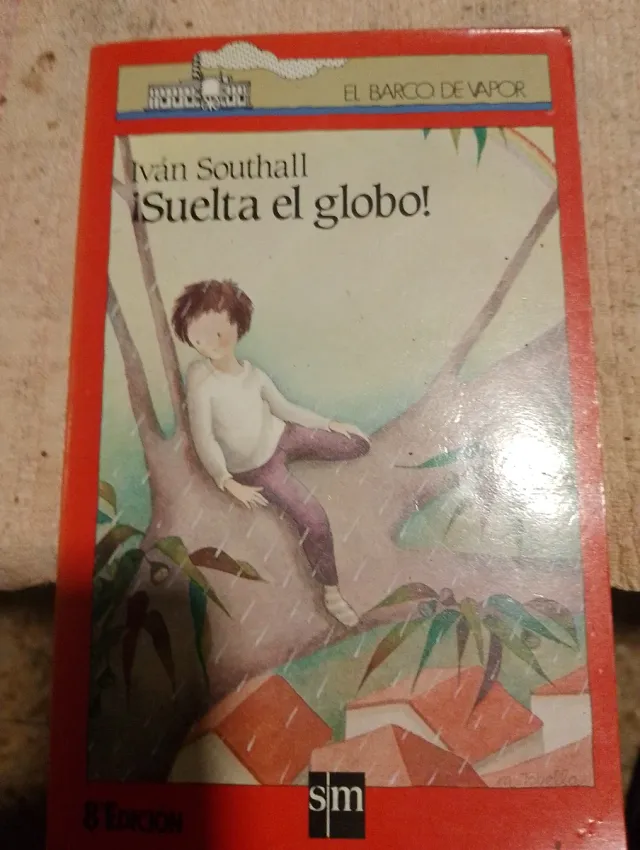 EL BARCO DE VAPOR
Iván Southall
¡Suelta el globo!
sm
8ª EDICION